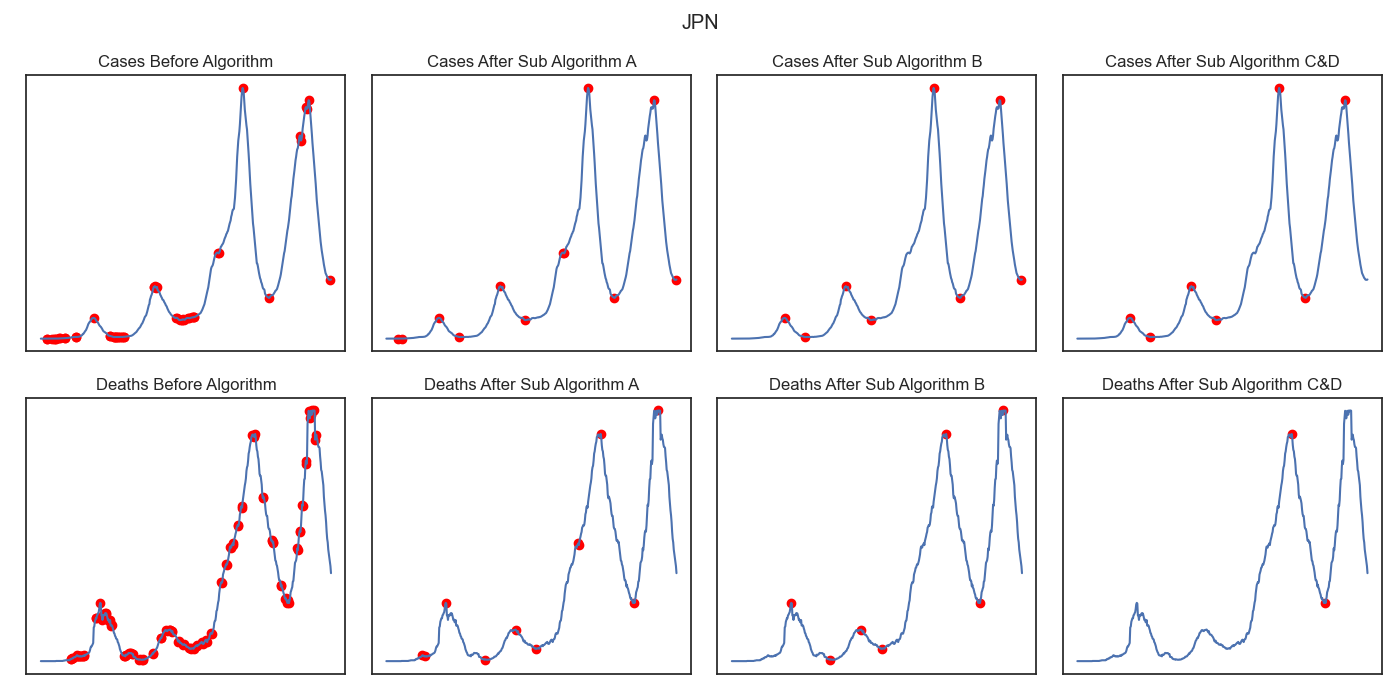 JPN
Cases Before Algorithm
Cases After Sub Algorithm A
Cases After Sub Algorithm B
Cases After Sub Algorithm C&D
Deaths Before Algorithm
Deaths After Sub Algorithm A
Deaths After Sub Algorithm B
Deaths After Sub Algorithm C&D